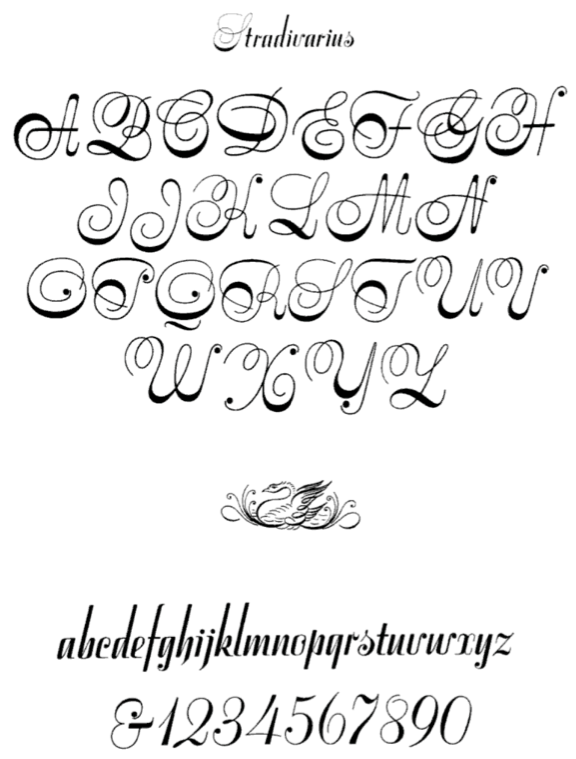 Stradivarius
ABCDEFGH
IJKLMN
OPQRSTUV
WXYZ
abcdefghijklmnopqrstuvwxyz
&1234567890